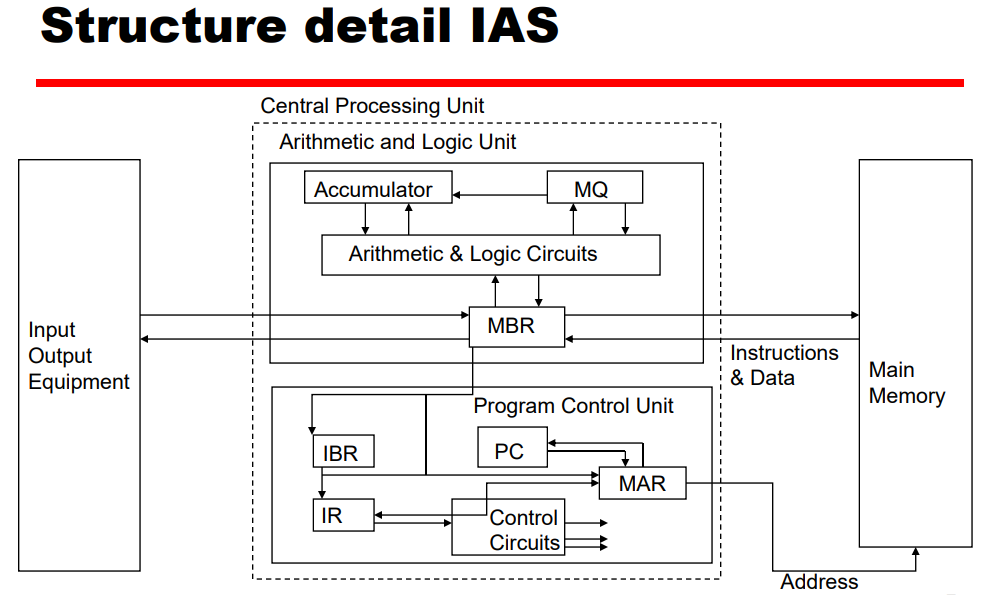 Structure detail IAS
Central Processing Unit
Arithmetic and Logic Unit
Accumulator
MQ
Arithmetic & Logic Circuits
MBR
Input
Output
Equipment
Instructions
& Data
Main
Memory
Program Control Unit
IBR
PC
MAR
IR
Control
Circuits
Address